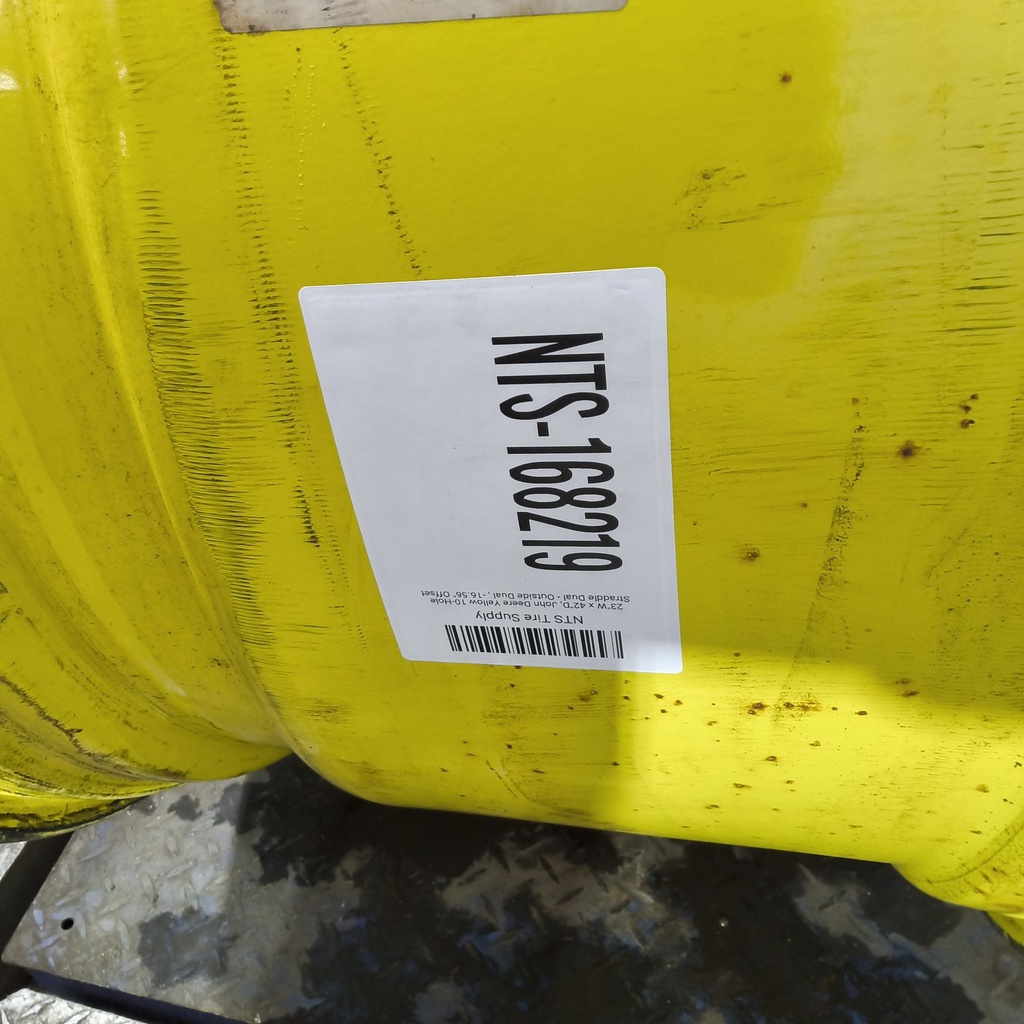 NTS-168219
NTS Tire Supply
23"W x 42"D, John Deere Yellow 10-Hole
Straddle Dual - Outside Dual , -16.56" Offset